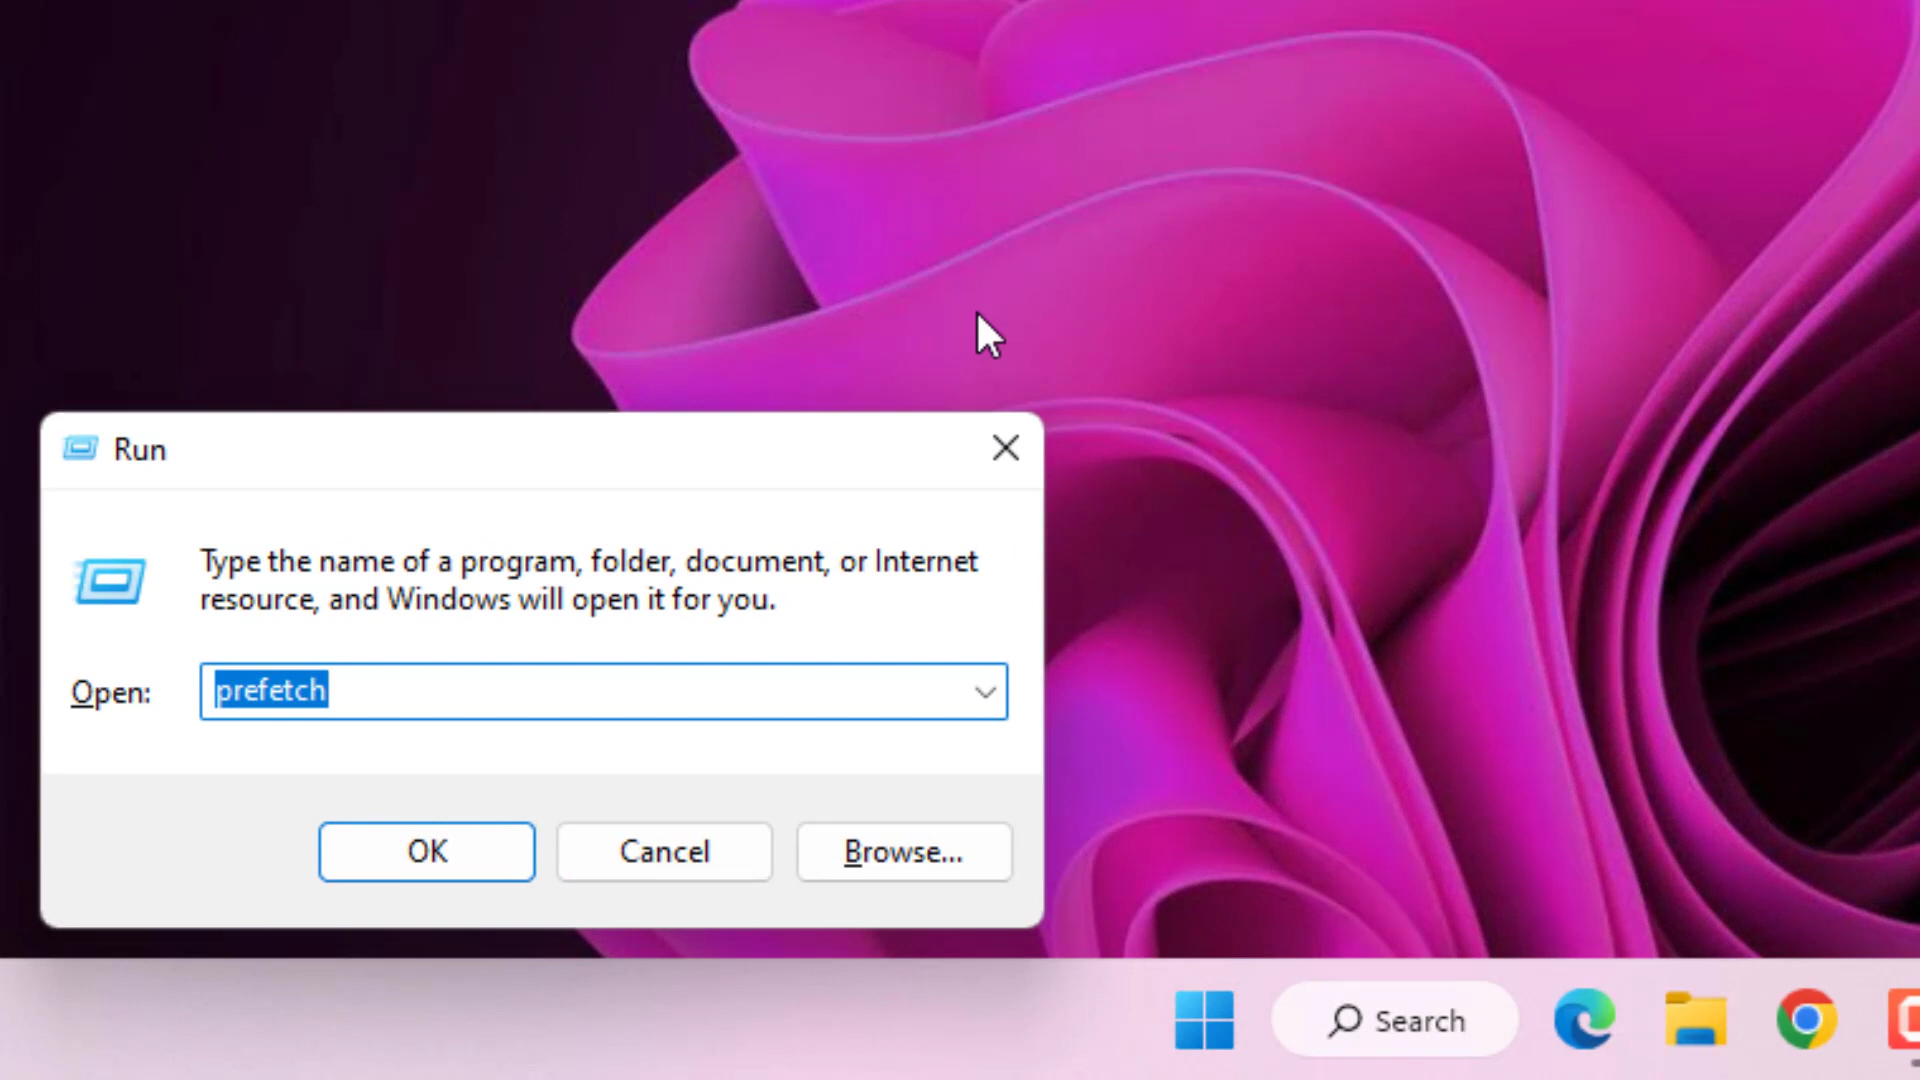 Run
Type the name of a program, folder, document, or Internet
resource, and Windows will open it for you.
Open:
prefetch
OK
Cancel
Browse...
Search